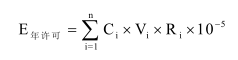 E年许可 = ∑_{i=1}^{n} C_i × V_i × R_i × 10^{-5}